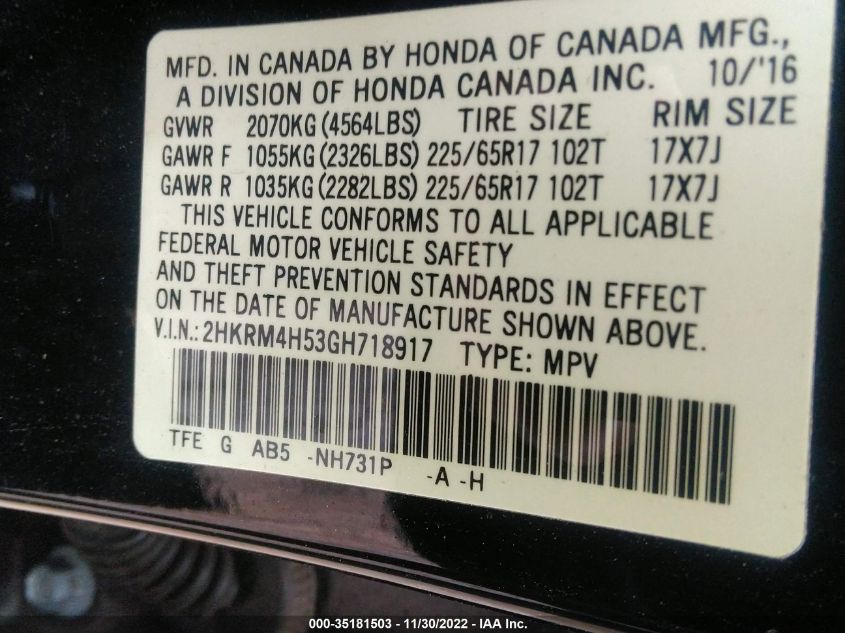 MFD. IN CANADA BY HONDA OF CANADA MFG.,
A DIVISION OF HONDA CANADA INC. 10/'16
GVWR 2070KG (4564LBS) TIRE SIZE RIM SIZE
GAWR F 1055KG (2326LBS) 225/65R17 102T 17X7J
GAWR R 1035KG (2282LBS) 225/65R17 102T 17X7J
THIS VEHICLE CONFORMS TO ALL APPLICABLE
FEDERAL MOTOR VEHICLE SAFETY
AND THEFT PREVENTION STANDARDS IN EFFECT
ON THE DATE OF MANUFACTURE SHOWN ABOVE.
V.I.N.: 2HKRM4H53GH718917 TYPE: MPV
TFE G AB5 -NH731P -A -H
000-35181503 - 11/30/2022 - IAA Inc.